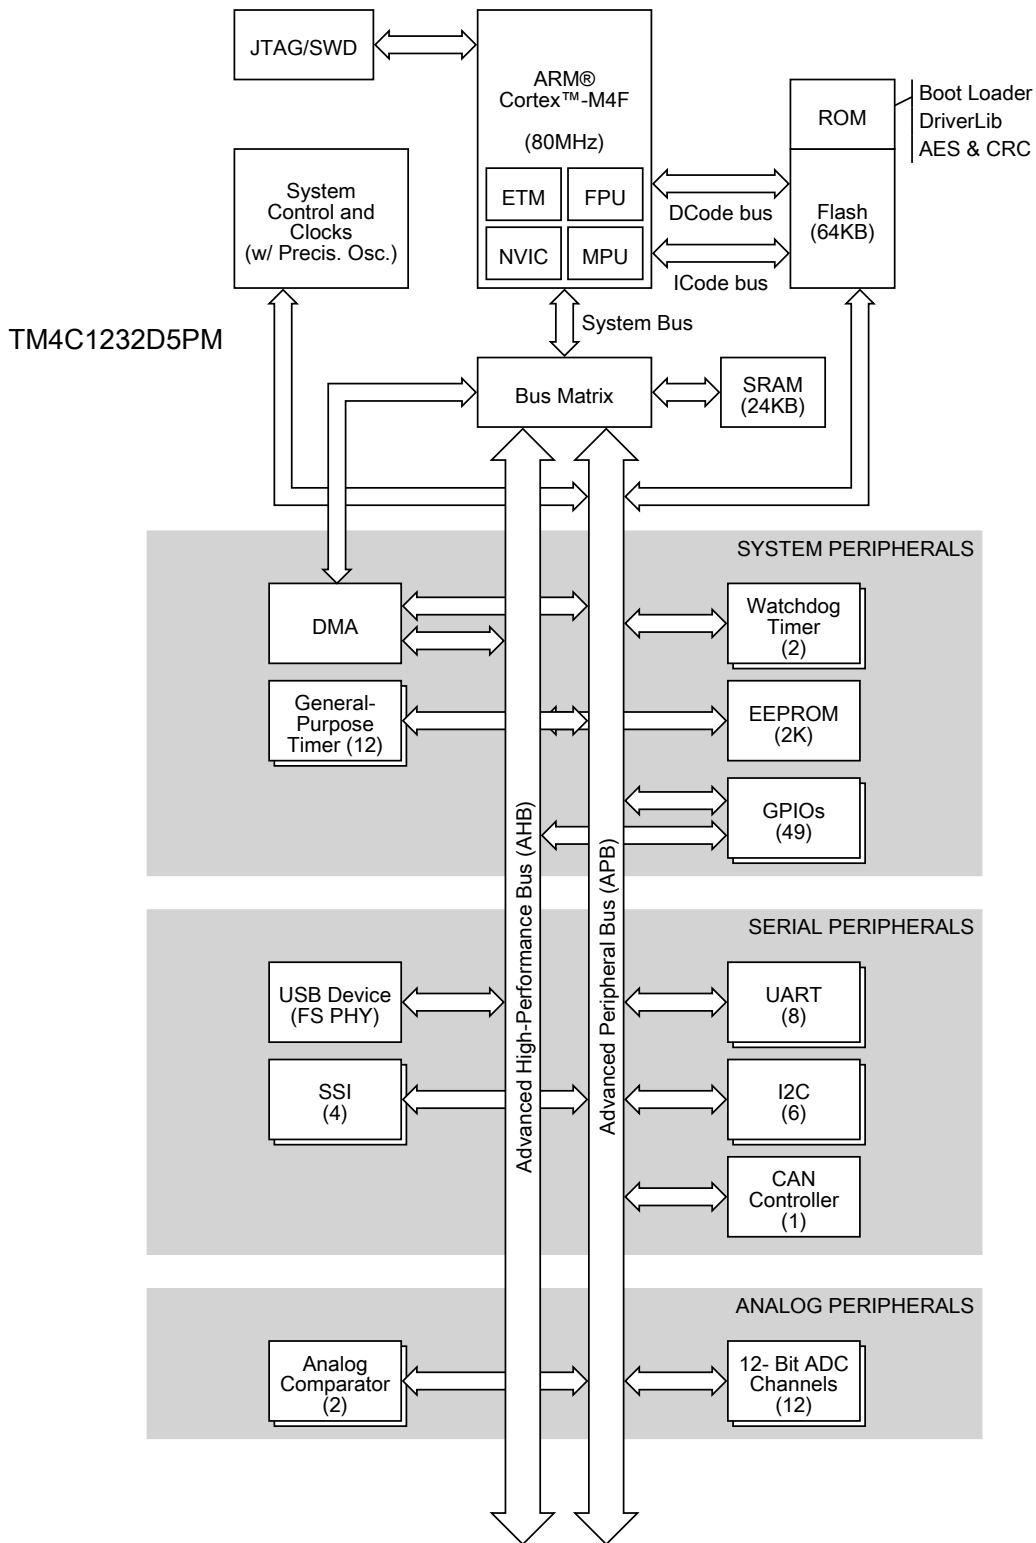 JTAG/SWD
ARM®
Cortex™-M4F
(80MHz)
ETM
FPU
NVIC
MPU
ROM
Flash
(64KB)
Boot Loader
DriverLib
AES & CRC
System
Control and
Clocks
(w/ Precis. Osc.)
DCode bus
ICode bus
TM4C1232D5PM
System Bus
Bus Matrix
SRAM
(24KB)
SYSTEM PERIPHERALS
DMA
Watchdog
Timer
(2)
General-
Purpose
Timer (12)
EEPROM
(2K)
GPIOs
(49)
Advanced High-Performance Bus (AHB)
Advanced Peripheral Bus (APB)
SERIAL PERIPHERALS
USB Device
(FS PHY)
UART
(8)
SSI
(4)
I2C
(6)
CAN
Controller
(1)
ANALOG PERIPHERALS
Analog
Comparator
(2)
12- Bit ADC
Channels
(12)